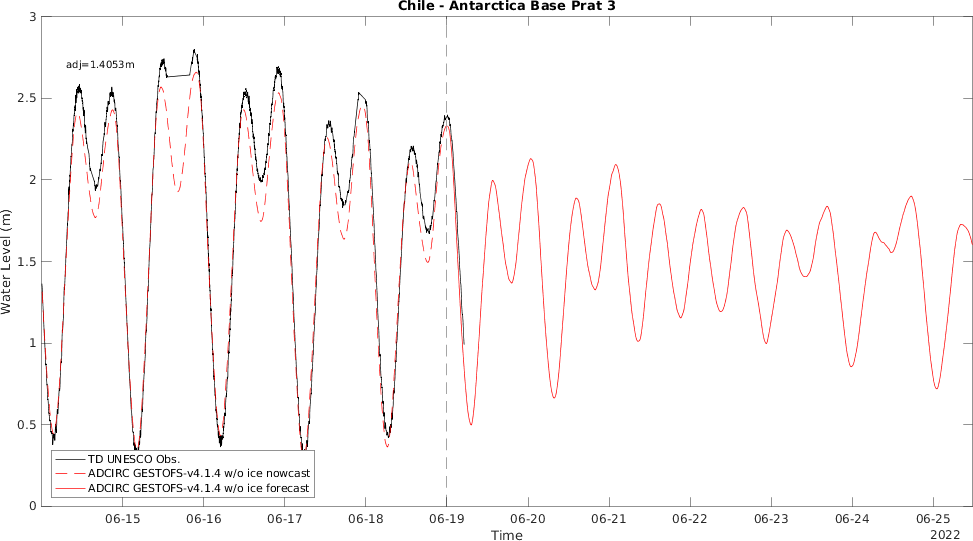 Chile - Antarctica Base Prat 3
3
adj=1.4053m
2.5
2
1.5
1
0.5
0
Water Level (m)
TD UNESCO Obs.
ADCIRC GESTOFS-v4.1.4 w/o ice nowcast
ADCIRC GESTOFS-v4.1.4 w/o ice forecast
06-15 06-16 06-17 06-18 06-19 06-20 06-21 06-22 06-23 06-24 06-25
Time
2022